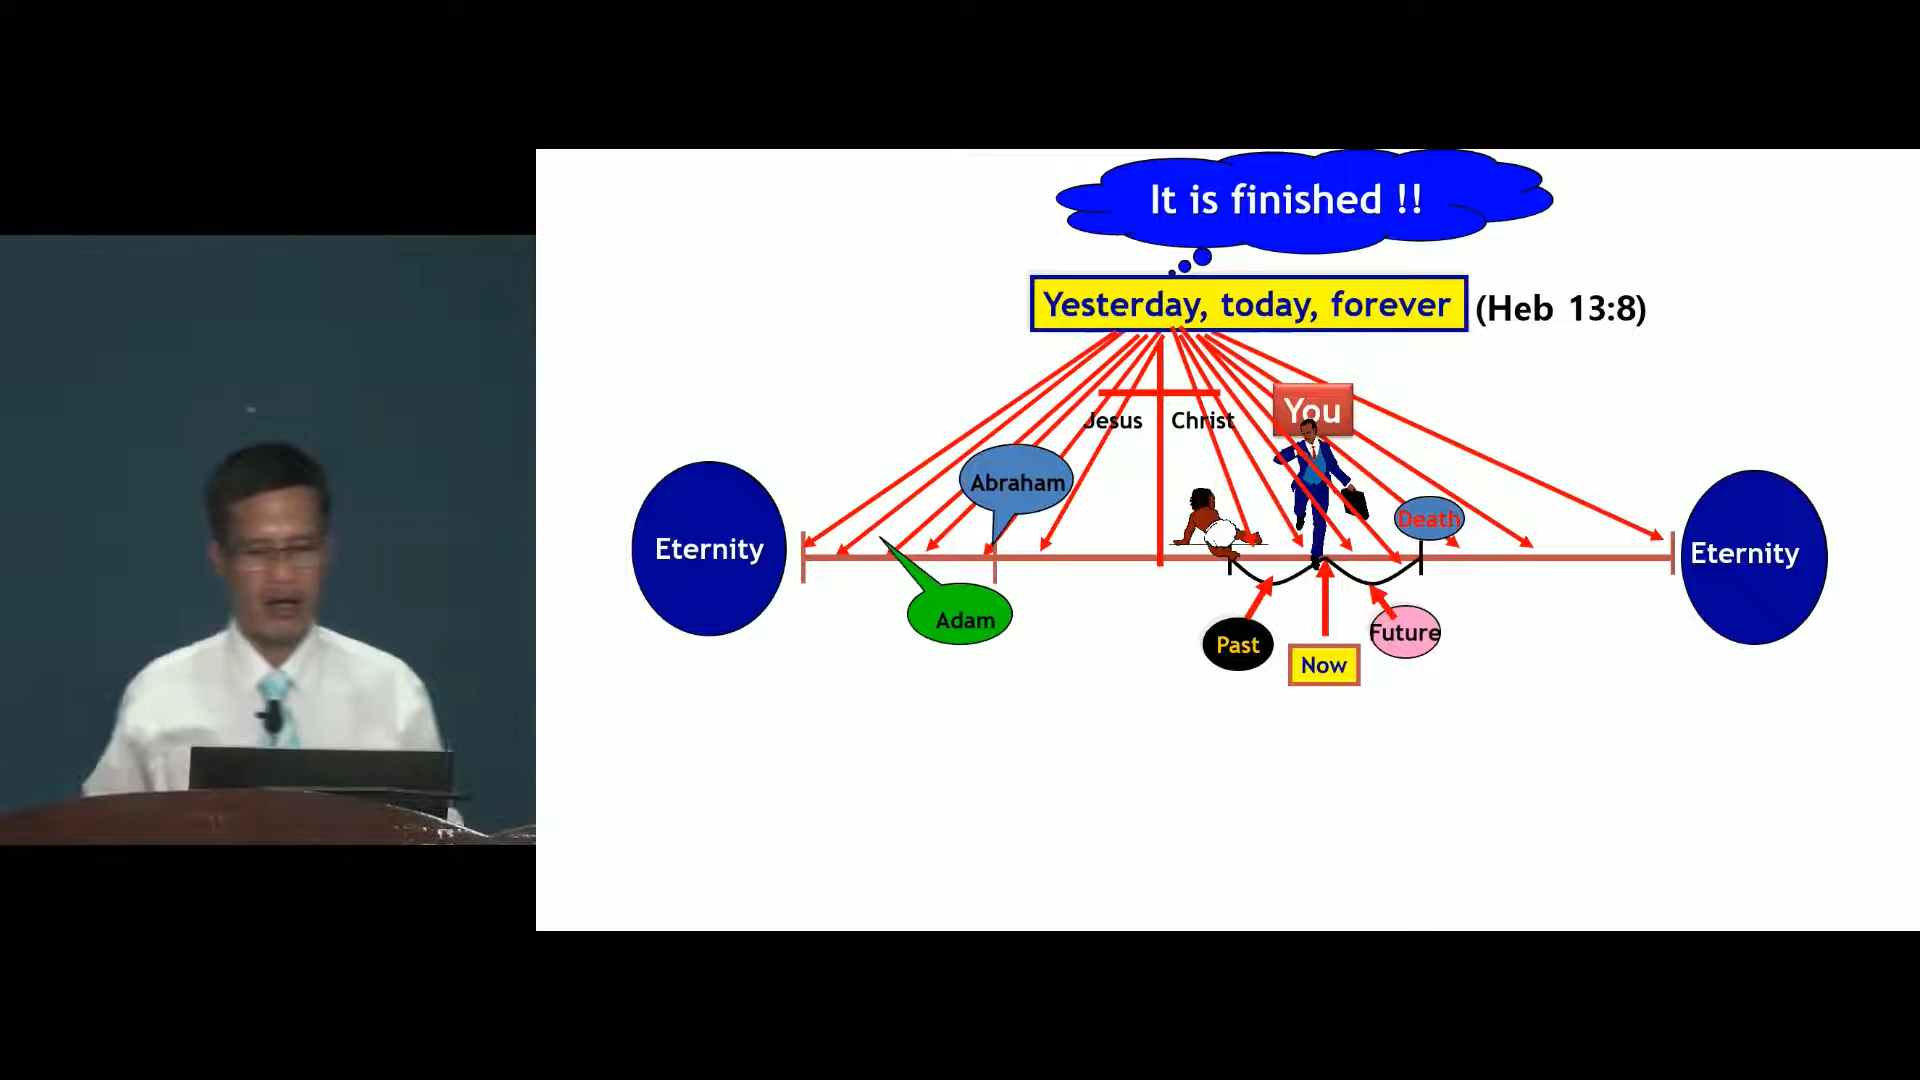 It is finished !!
Yesterday, today, forever (Heb 13:8)
Jesus Christ
You
Abraham
Death
Eternity
Eternity
Adam
Past
Now
Future